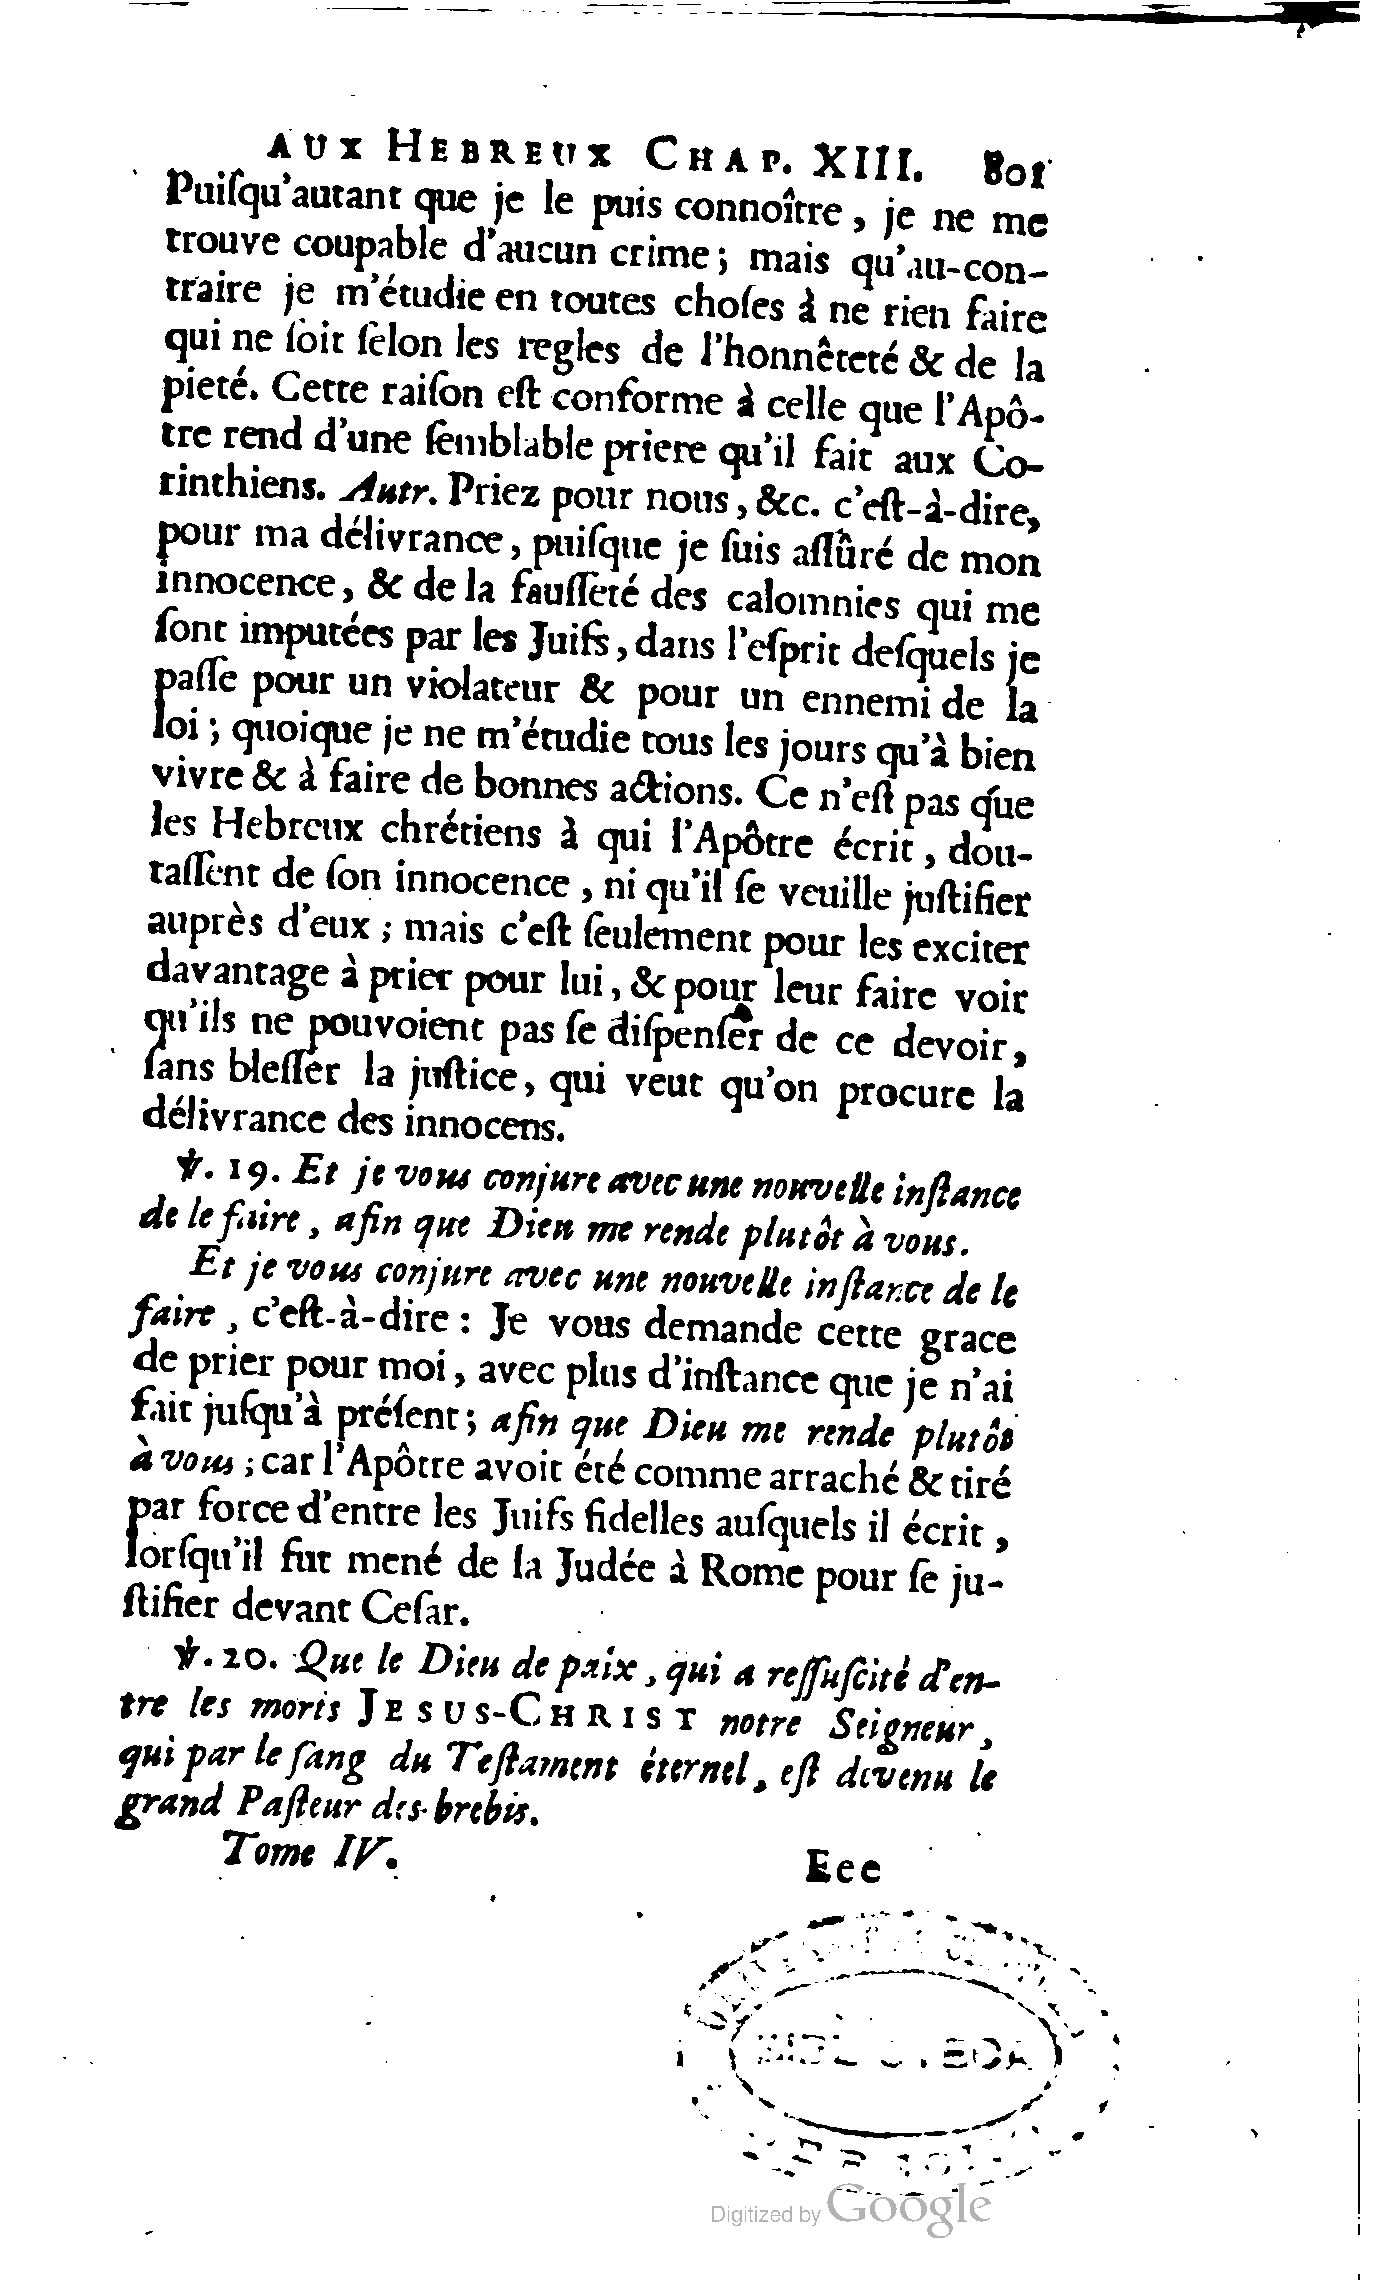 AUX HEBREUX CHAP. XIII. 801
Puiſqu'autant que je le puis connoître, je ne me
trouve coupable d'aucun crime; mais qu'au-con-
traire je m'étudie en toutes choſes à ne rien faire
qui ne ſoit ſelon les regles de l'honnêteté & de la
pieté. Cette raiſon eſt conforme à celle que l'Apô-
tre rend d'une ſemblable priere qu'il fait aux Co-
rinthiens. Autr. Priez pour nous, &c. c'eſt-à-dire,
pour ma délivrance, puiſque je ſuis aſſûré de mon
innocence, & de la fauſſeté des calomnies qui me
ſont imputées par les Juifs, dans l'eſprit deſquels je
paſſe pour un violateur & pour un ennemi de la
loi; quoique je ne m'étudie tous les jours qu'à bien
vivre & à faire de bonnes actions. Ce n'eſt pas que
les Hebreux chrétiens à qui l'Apôtre écrit, dou-
taſſent de ſon innocence, ni qu'il ſe veuille juſtifier
auprès d'eux; mais c'eſt ſeulement pour les exciter
davantage à prier pour lui, & pour leur faire voir
qu'ils ne pouvoient pas ſe diſpenſer de ce devoir,
ſans bleſſer la juſtice, qui veut qu'on procure la
délivrance des innocens.
℣. 19. Et je vous conjure avec une nouvelle inſtance
de le faire, afin que Dieu me rende plutôt à vous.
Et je vous conjure avec une nouvelle inſtance de le
faire, c'eſt-à-dire: Je vous demande cette grace
de prier pour moi, avec plus d'inſtance que je n'ai
fait juſqu'à préſent; afin que Dieu me rende plutôt
à vous; car l'Apôtre avoit été comme arraché & tiré
par force d'entre les Juifs fidelles auſquels il écrit,
lorſqu'il fut mené de la Judée à Rome pour ſe ju-
ſtifier devant Ceſar.
℣. 20. Que le Dieu de paix, qui a reſſuſcité d'en-
tre les morts JESUS-CHRIST notre Seigneur,
qui par le ſang du Teſtament éternel, eſt devenu le
grand Paſteur des brebis.
Tome IV. Eee
Digitized by Google